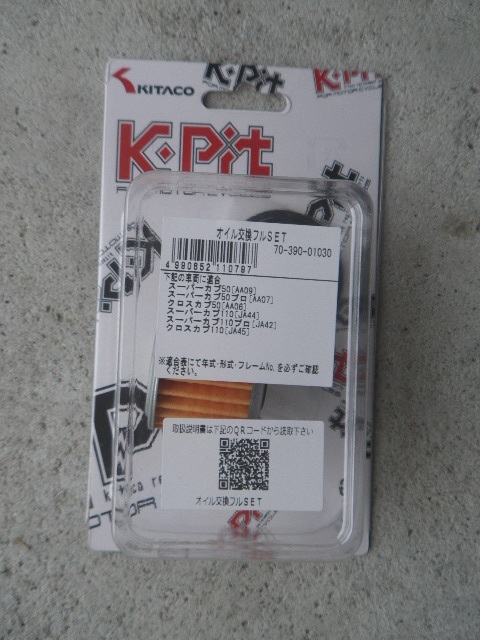 KITACO
K·Pit
K·Pit
K·Pit
オイル交換フルSET
70-390-01030
4 990852 110797
下記の車両に適合
スーパーカブ50[AA09]
スーパーカブ50プロ[AA07]
クロスカブ50[AA06]
スーパーカブ110[JA44]
スーパーカブ110プロ[JA42]
クロスカブ110[JA45]
※適合表にて年式・形式・フレームNo.を必ずご確認
ください。
取扱説明書は下記のQRコードから読取下さい
オイル交換フルSET